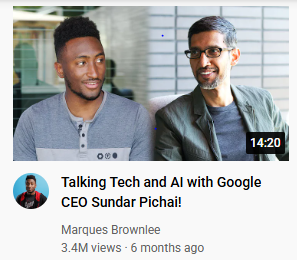 14:20
Talking Tech and AI with Google
CEO Sundar Pichai!
Marques Brownlee
3.4M views · 6 months ago